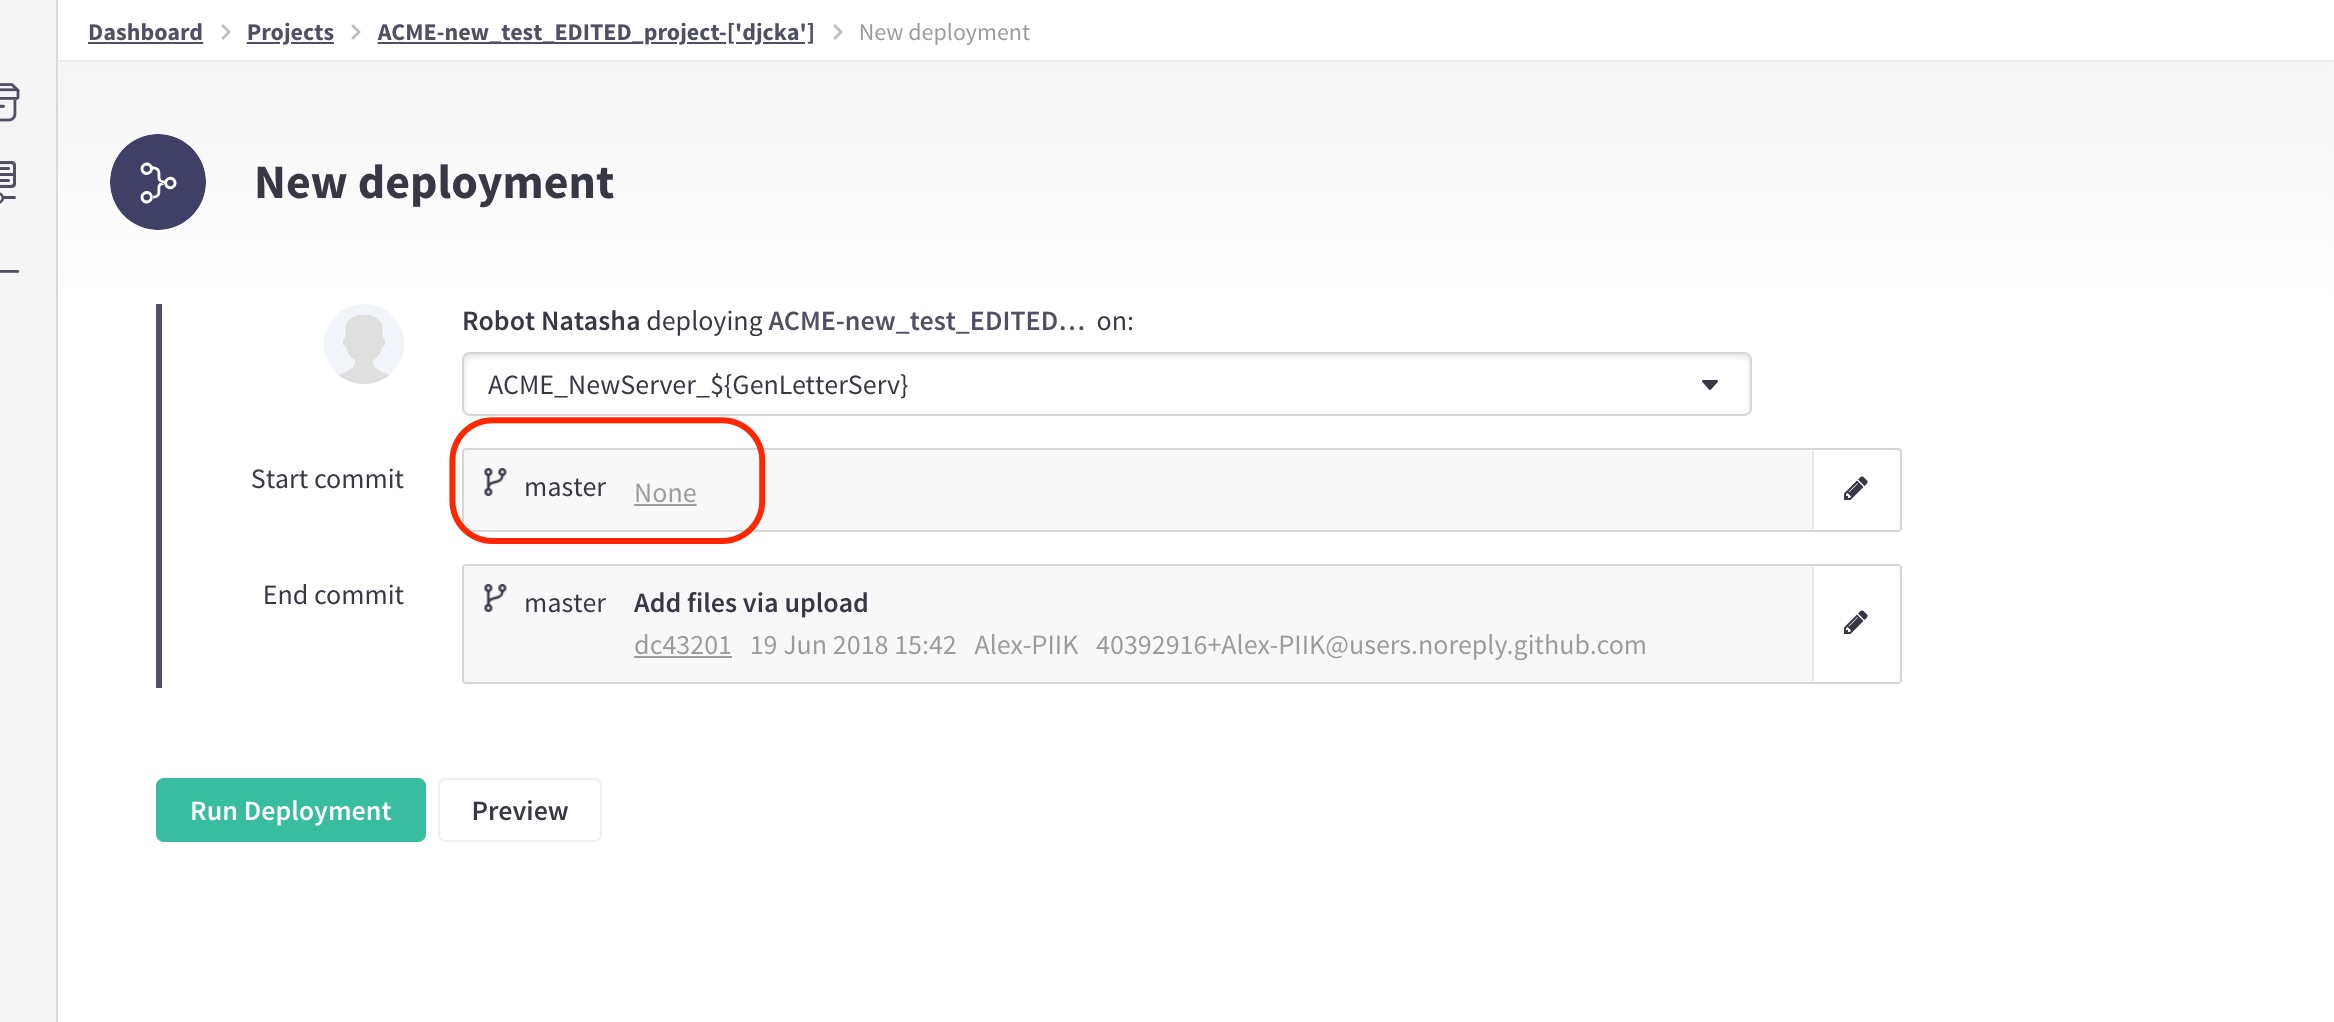 Dashboard > Projects > ACME-new_test_EDITED_project-['djcka'] > New deployment
New deployment
Robot Natasha deploying ACME-new_test_EDITED... on:
ACME_NewServer_${GenLetterServ}
Start commit
master None
End commit
master Add files via upload
dc43201 19 Jun 2018 15:42 Alex-PIIK 40392916+Alex-PIIK@users.noreply.github.com
Run Deployment Preview